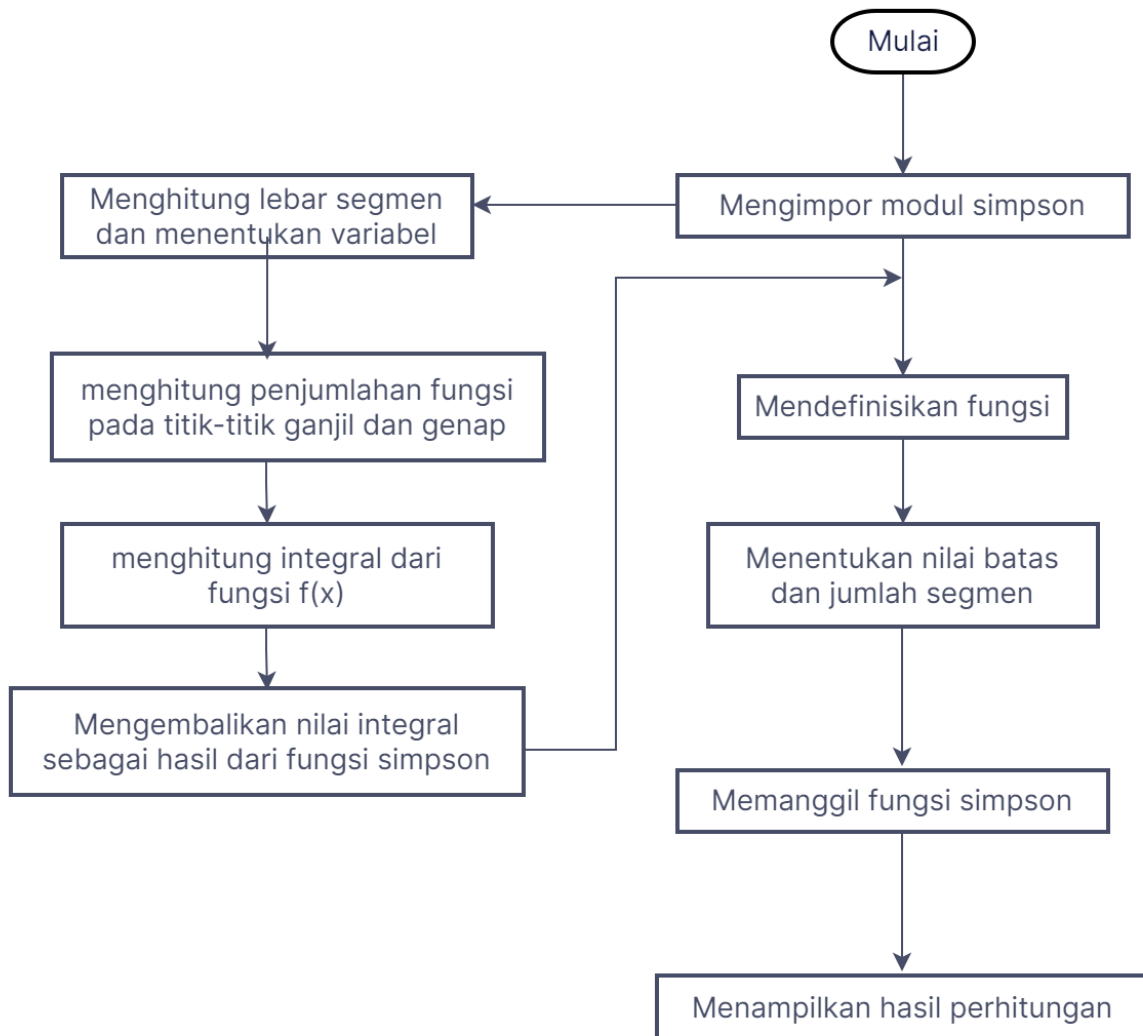 Mulai
Mengimpor modul simpson
Menghitung lebar segmen
dan menentukan variabel
menghitung penjumlahan fungsi
pada titik-titik ganjil dan genap
menghitung integral dari
fungsi f(x)
Mengembalikan nilai integral
sebagai hasil dari fungsi simpson
Mendefinisikan fungsi
Menentukan nilai batas
dan jumlah segmen
Memanggil fungsi simpson
Menampilkan hasil perhitungan